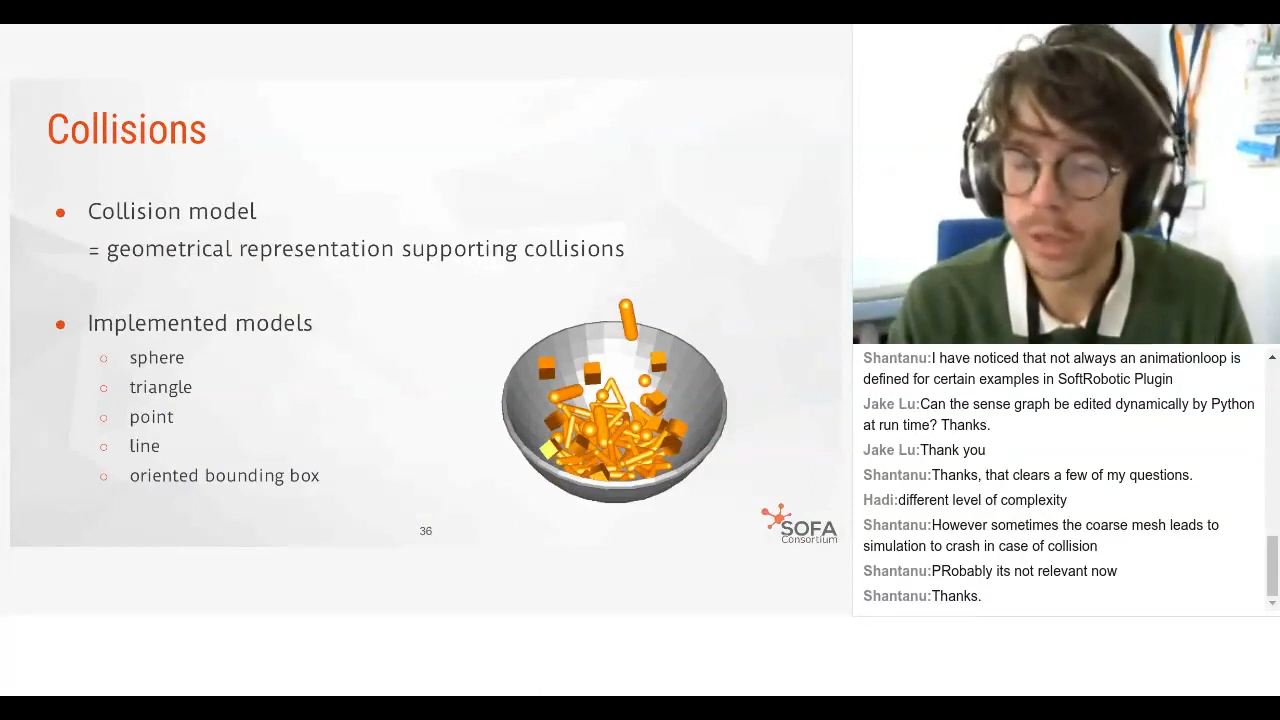 Collisions
Collision model
= geometrical representation supporting collisions
Implemented models
sphere
triangle
point
line
oriented bounding box
36
SOFA
Consortium
Shantanu:I have noticed that not always an animationloop is
defined for certain examples in SoftRobotic Plugin
Jake Lu:Can the sense graph be edited dynamically by Python
at run time? Thanks.
Jake Lu:Thank you
Shantanu:Thanks, that clears a few of my questions.
Hadi:different level of complexity
Shantanu:However sometimes the coarse mesh leads to
simulation to crash in case of collision
Shantanu:PRobably its not relevant now
Shantanu:Thanks.